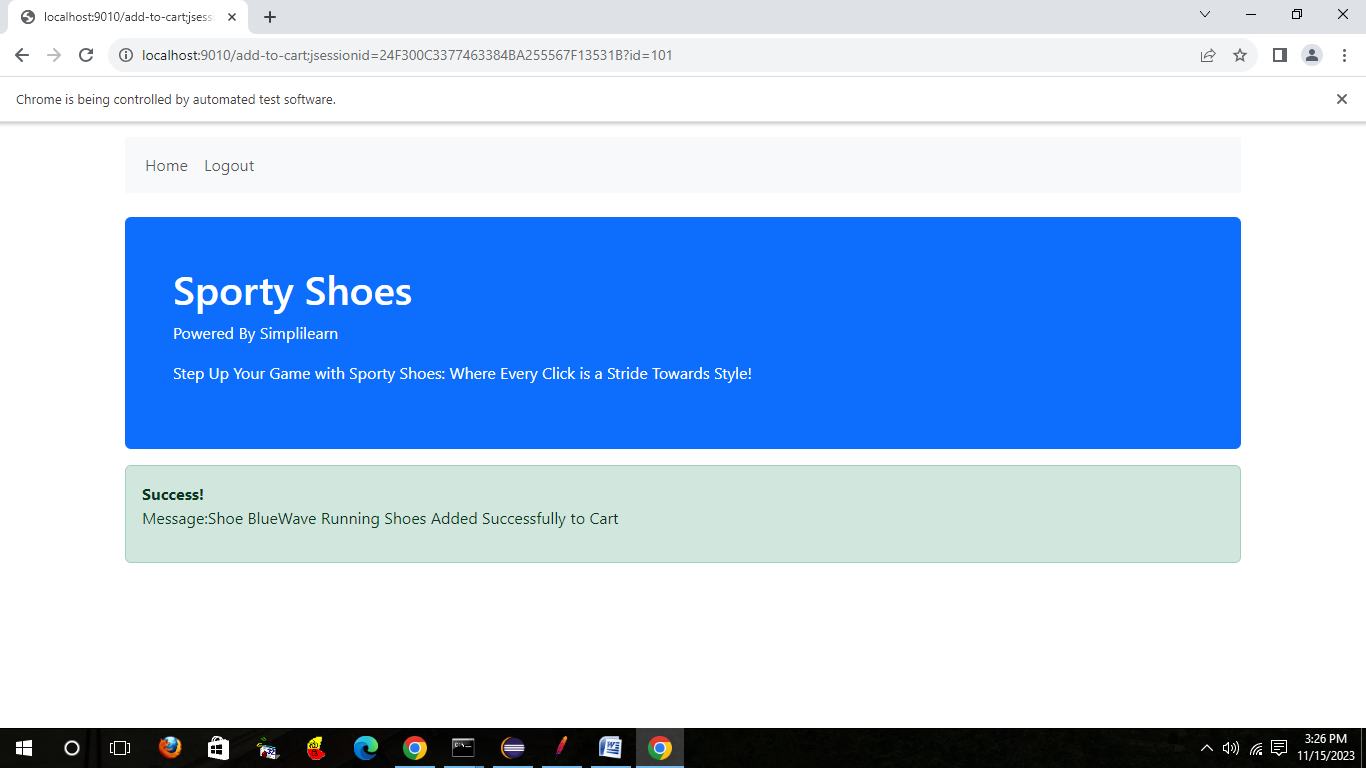 localhost:9010/add-to-cart;jsessi
localhost:9010/add-to-cart;jsessionid=24F300C3377463384BA255567F13531B?id=101
Chrome is being controlled by automated test software.
Home Logout
Sporty Shoes
Powered By Simplilearn
Step Up Your Game with Sporty Shoes: Where Every Click is a Stride Towards Style!
Success!
Message:Shoe BlueWave Running Shoes Added Successfully to Cart
3:26 PM
11/15/2023